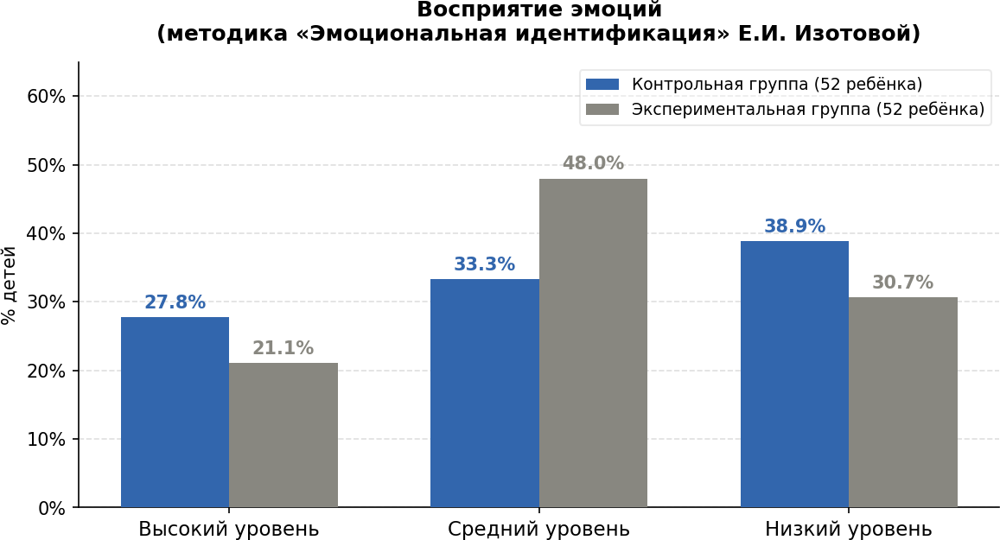 Восприятие эмоций
(методика «Эмоциональная идентификация» Е.И. Изотовой)
Контрольная группа (52 ребёнка)
Экспериментальная группа (52 ребёнка)
% детей
60%
50%
40%
30%
20%
10%
0%
27.8%
21.1%
33.3%
48.0%
38.9%
30.7%
Высокий уровень
Средний уровень
Низкий уровень